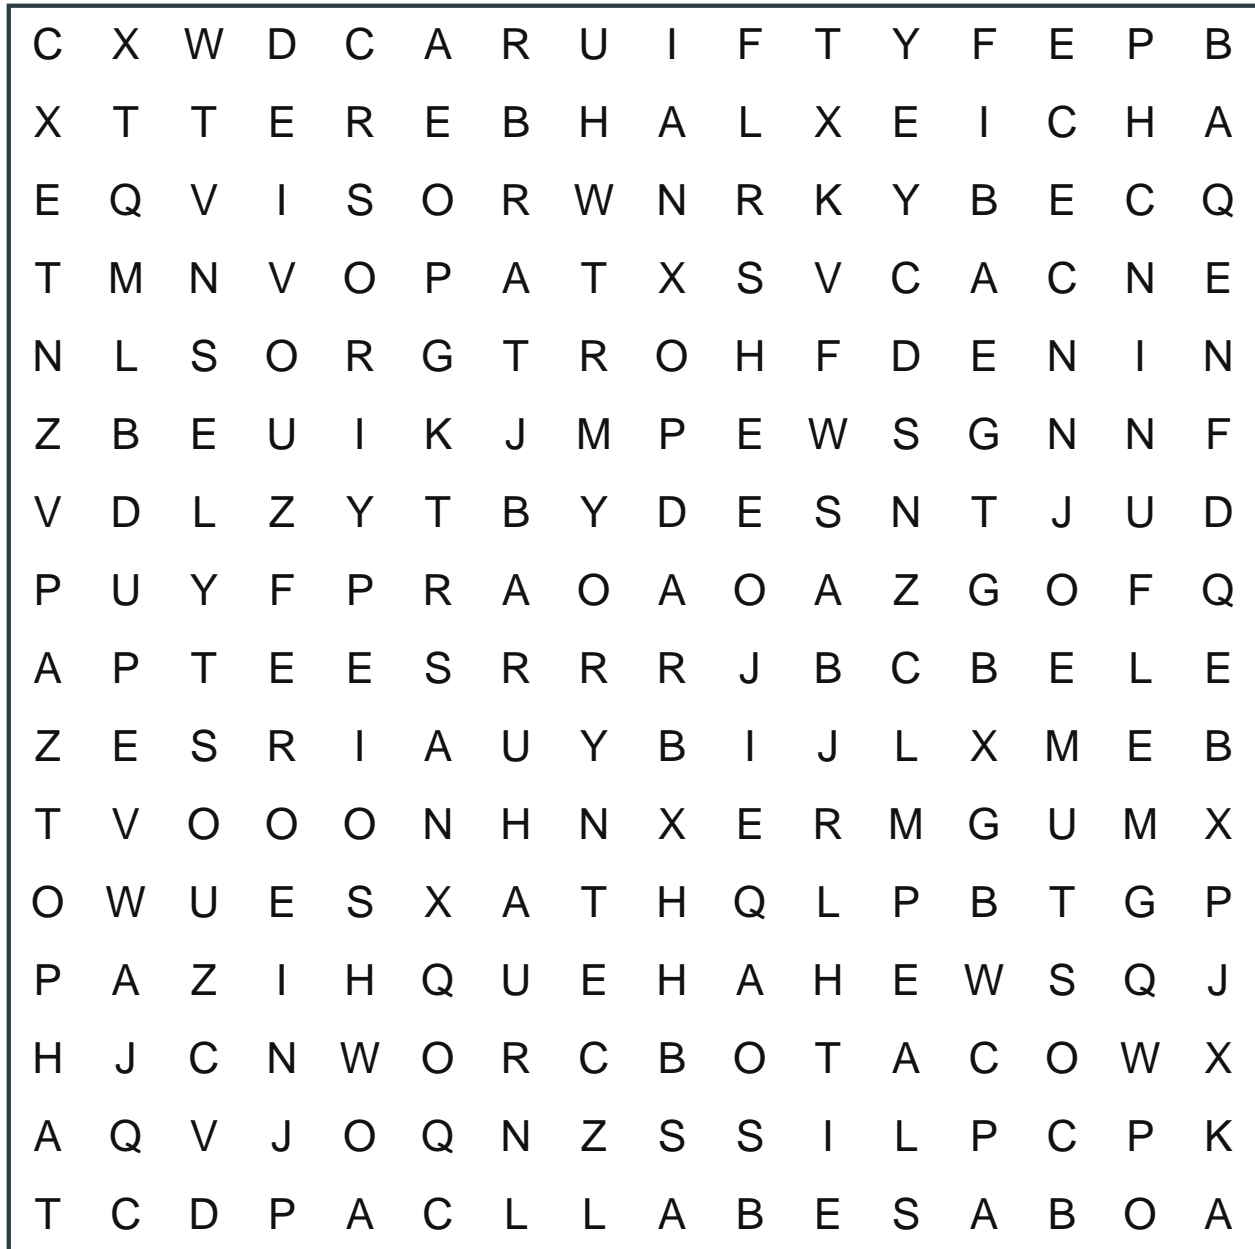 C X W D C A R U I F T Y F E P B
X T T E R E B H A L X E I C H A
E Q V I S O R W N R K Y B E C Q
T M N V O P A T X S V C A C N E
N L S O R G T R O H F D E N I N
Z B E U I K J M P E W S G N N F
V D L Z Y T B Y D E S N T J U D
P U Y F P R A O A O A Z G O F Q
A P T E E S R R R J B C B E L E
Z E S R I A U Y B I J L X M E B
T V O O O N H N X E R M G U M X
O W U E S X A T H Q L P B T G P
P A Z I H Q U E H A H E W S Q J
H J C N W O R C B O T A C O W X
A Q V J O Q N Z S S I L P C P K
T C D P A C L L A B E S A B O A